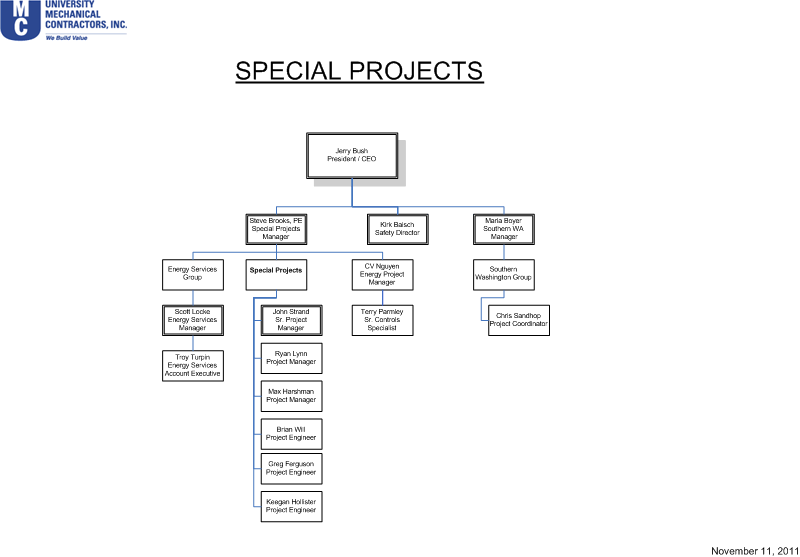 M
C
UNIVERSITY
MECHANICAL
CONTRACTORS, INC.
We Build Value
SPECIAL PROJECTS
Jerry Bush
President / CEO
Steve Brooks, PE
Special Projects
Manager
Kirk Balsch
Safety Director
Maria Boyer
Southern WA
Manager
Energy Services
Group
Special Projects
CV Nguyen
Energy Project
Manager
Southern
Washington Group
Scott Locke
Energy Services
Manager
John Strand
Sr. Project
Manager
Terry Parmley
Sr. Controls
Specialist
Chris Sandhop
Project Coordinator
Troy Turpin
Energy Services
Account Executive
Ryan Lynn
Project Manager
Max Harshman
Project Manager
Brian Will
Project Engineer
Greg Ferguson
Project Engineer
Keegan Hollister
Project Engineer
November 11, 2011